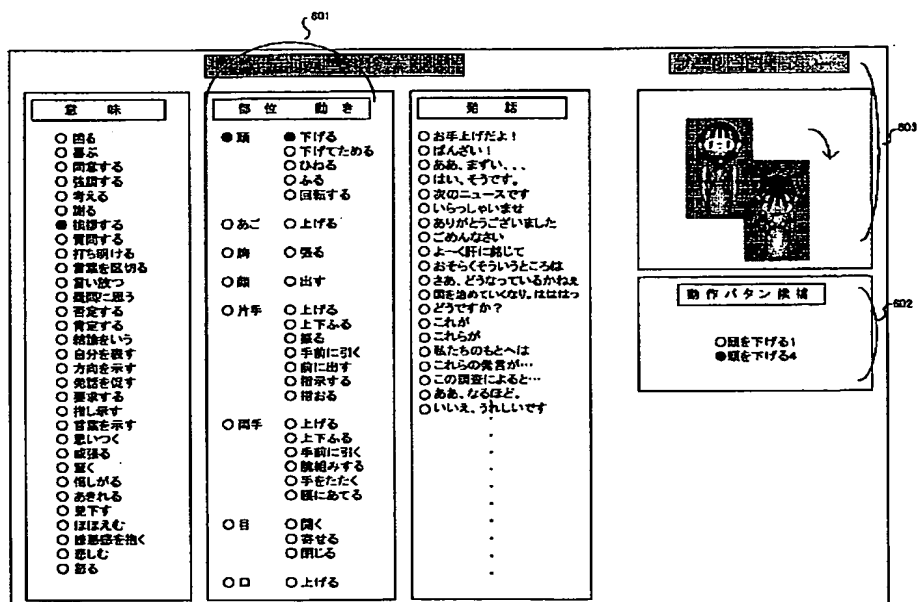 601
意味
○困る
○喜ぶ
○同意する
○強調する
○考える
○謝る
●挨拶する
○質問する
○打ち明ける
○言葉を区切る
○言い放つ
○疑問に思う
○否定する
○肯定する
○結論をいう
○自分を表す
○方向を示す
○発話を促す
○要求する
○指し示す
○言葉を示す
○思いつく
○威張る
○驚く
○悔しがる
○あきれる
○見下す
○ほほえむ
○嫌悪感を抱く
○悲しむ
○怒る
部位 動き
●頭 ●下げる
○下げてためる
○ひねる
○ふる
○回転する
○あご ○上げる
○胸 ○張る
○顔 ○出す
○片手 ○上げる
○上下ふる
○振る
○手前に引く
○前に出す
○指示する
○指おる
○両手 ○上げる
○上下ふる
○手前に引く
○腕組みする
○手をたたく
○腰にあてる
○目 ○開く
○寄せる
○閉じる
○口 ○上げる
発話
○お手上げだよ！
○ばんざい！
○ああ、まずい、、、
○はい、そうです。
○次のニュースです
○いらっしゃいませ
○ありがとうございました
○ごめんなさい
○よーく肝に銘じて
○おそらくそういうところは
○さあ、どうなっているかねぇ
○国を治めていくなり。はははっ
○どうですか？
○これが
○これらが
○私たちのもとへは
○これらの発言が…
○この調査によると…
○ああ、なるほど。
○いいえ、うれしいです
603
動作パタン候補
○頭を下げる1
●頭を下げる4
602